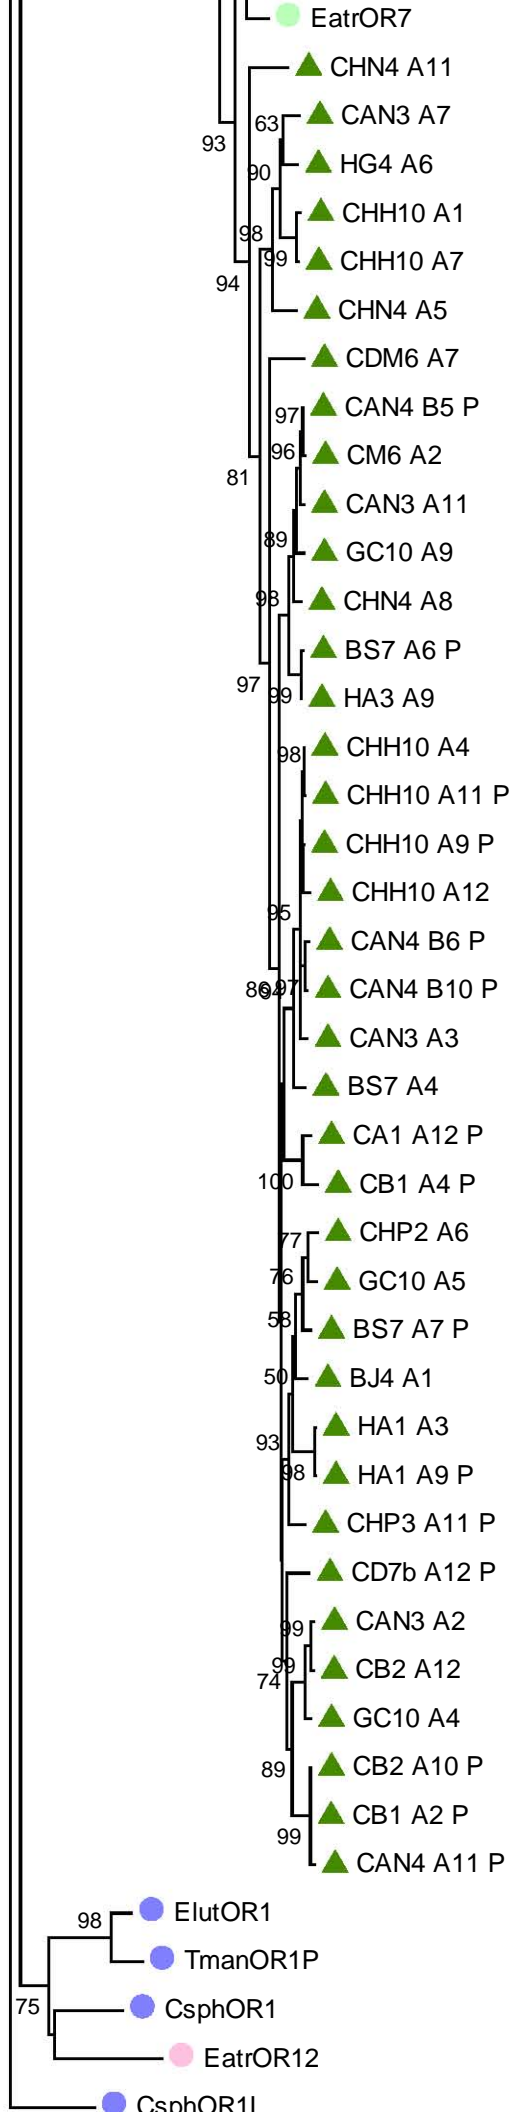 EatrOR7
CHN4 A11
CAN3 A7
63
93
HG4 A6
90
CHH10 A1
98
CHH10 A7
99
94
CHN4 A5
CDM6 A7
CAN4 B5 P
97
CM6 A2
96
81
CAN3 A11
89
GC10 A9
98
CHN4 A8
BS7 A6 P
97
99
HA3 A9
CHH10 A4
98
CHH10 A11 P
CHH10 A9 P
CHH10 A12
95
CAN4 B6 P
97
CAN4 B10 P
CAN3 A3
BS7 A4
CA1 A12 P
100
CB1 A4 P
CHP2 A6
77
GC10 A5
76
58
BS7 A7 P
50
BJ4 A1
HA1 A3
93
98
HA1 A9 P
CHP3 A11 P
CD7b A12 P
CAN3 A2
99
99
CB2 A12
74
GC10 A4
89
CB2 A10 P
CB1 A2 P
99
CAN4 A11 P
98
ElutOR1
TmanOR1P
75
CsphOR1
EatrOR12